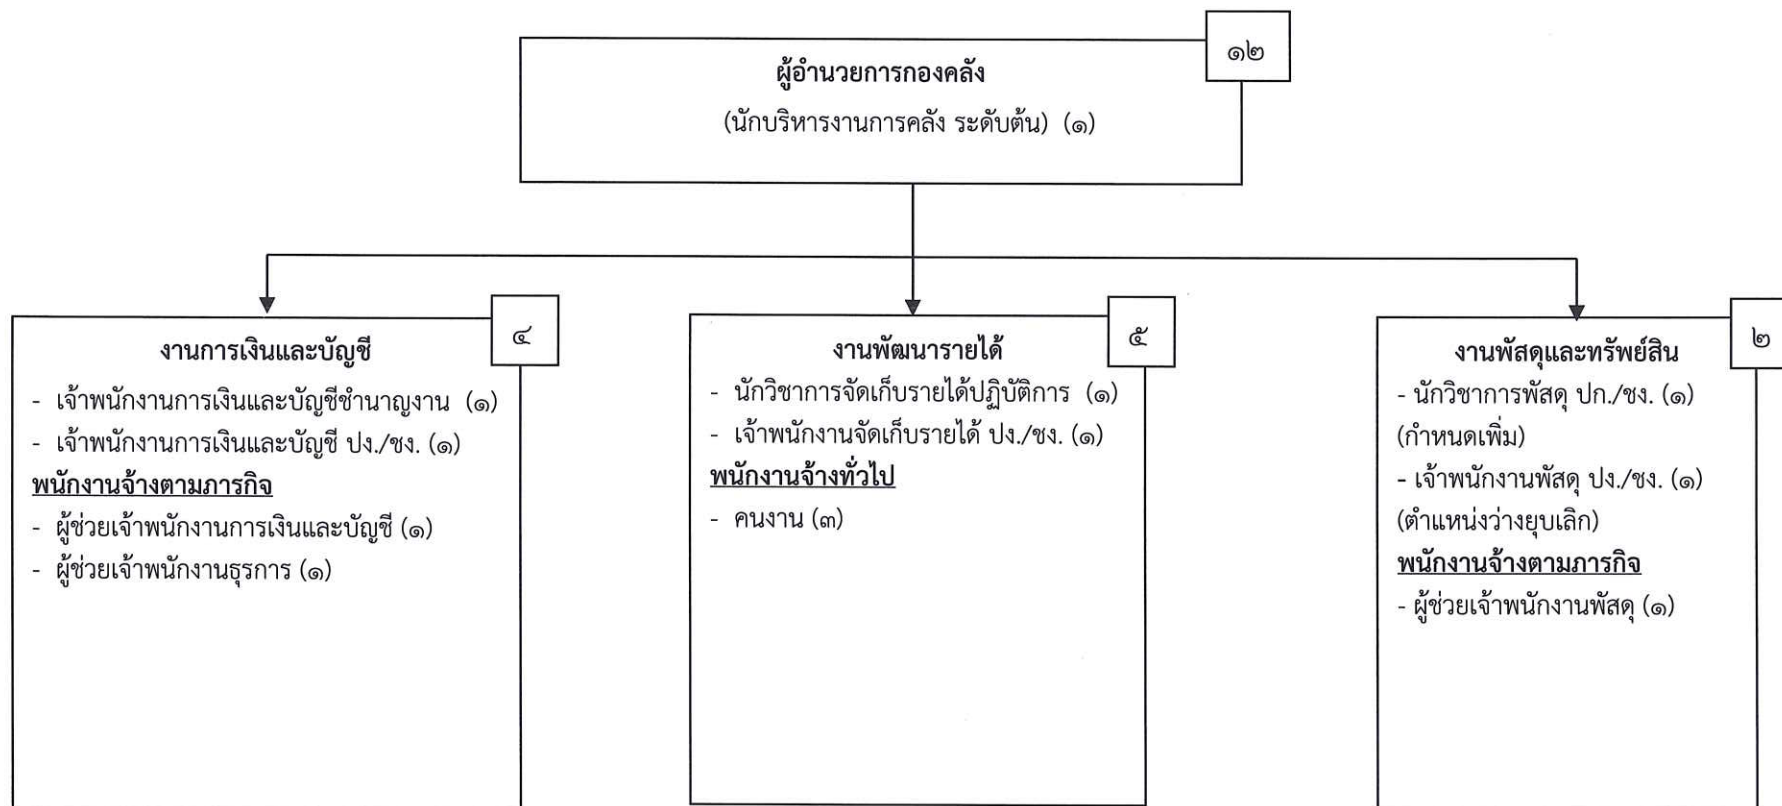 ๑๒
ผู้อำนวยการกองคลัง
(นักบริหารงานการคลัง ระดับต้น) (๑)
๔
งานการเงินและบัญชี
- เจ้าพนักงานการเงินและบัญชีชำนาญงาน (๑)
- เจ้าพนักงานการเงินและบัญชี ปง./ชง. (๑)
พนักงานจ้างตามภารกิจ
- ผู้ช่วยเจ้าพนักงานการเงินและบัญชี (๑)
- ผู้ช่วยเจ้าพนักงานธุรการ (๑)
๕
งานพัฒนารายได้
- นักวิชาการจัดเก็บรายได้ปฏิบัติการ (๑)
- เจ้าพนักงานจัดเก็บรายได้ ปง./ชง. (๑)
พนักงานจ้างทั่วไป
- คนงาน (๓)
๒
งานพัสดุและทรัพย์สิน
- นักวิชาการพัสดุ ปก./ชง. (๑)
(กำหนดเพิ่ม)
- เจ้าพนักงานพัสดุ ปง./ชง. (๑)
(ตำแหน่งว่างยุบเลิก)
พนักงานจ้างตามภารกิจ
- ผู้ช่วยเจ้าพนักงานพัสดุ (๑)